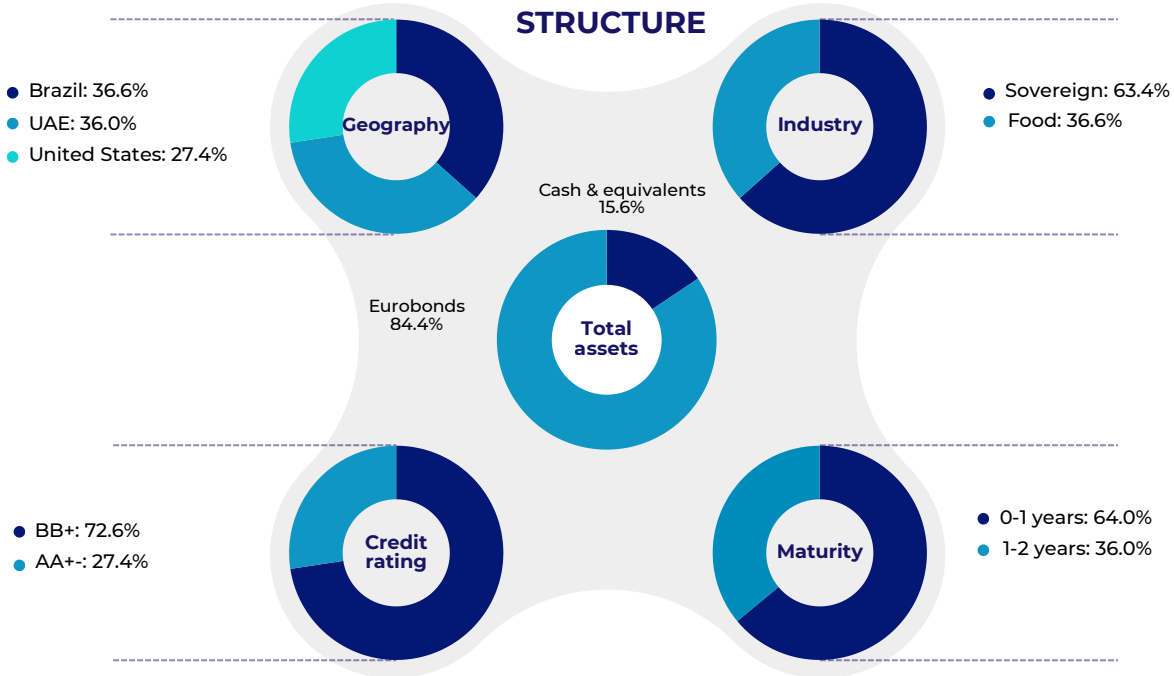 STRUCTURE
Brazil: 36.6%
UAE: 36.0%
United States: 27.4%
Geography
Industry
Sovereign: 63.4%
Food: 36.6%
Cash & equivalents
15.6%
Eurobonds
84.4%
Total
assets
BB+: 72.6%
AA+-: 27.4%
Credit
rating
Maturity
0-1 years: 64.0%
1-2 years: 36.0%